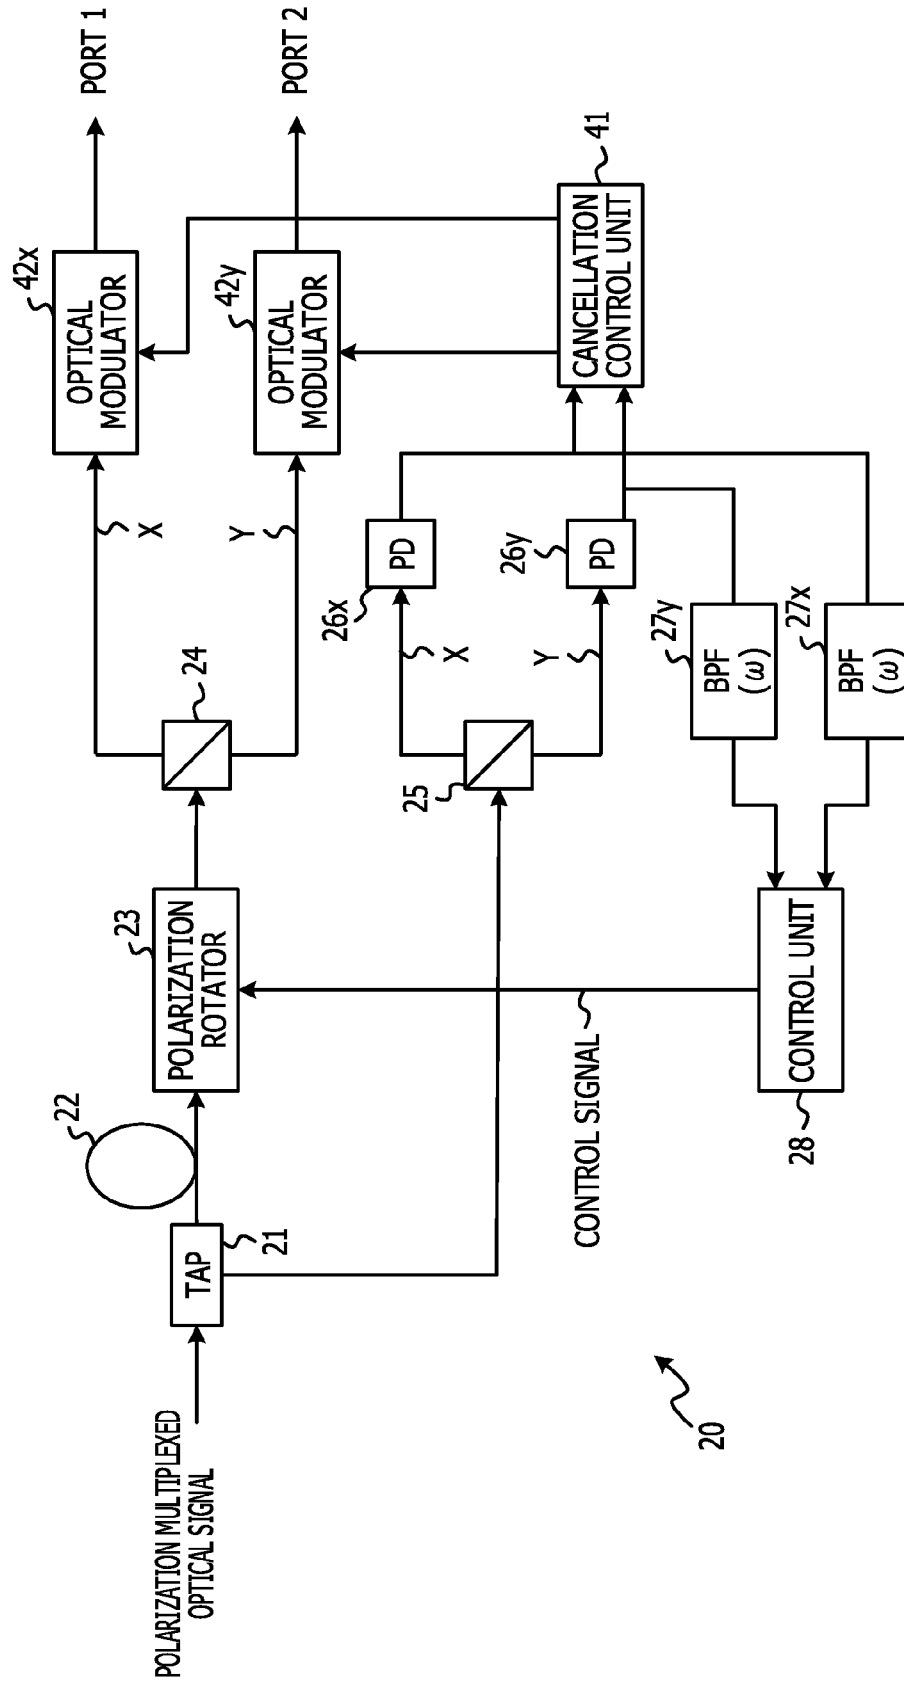 POLARIZATION MULTIPLEXED
OPTICAL SIGNAL
TAP
21
22
POLARIZATION
ROTATOR
23
24
X
Y
OPTICAL
MODULATOR
42x
OPTICAL
MODULATOR
42y
PORT 1
PORT 2
25
X
Y
PD
26x
PD
26y
CANCELLATION
CONTROL UNIT
41
BPF
(ω)
27y
BPF
(ω)
27x
CONTROL UNIT
28
CONTROL SIGNAL
20